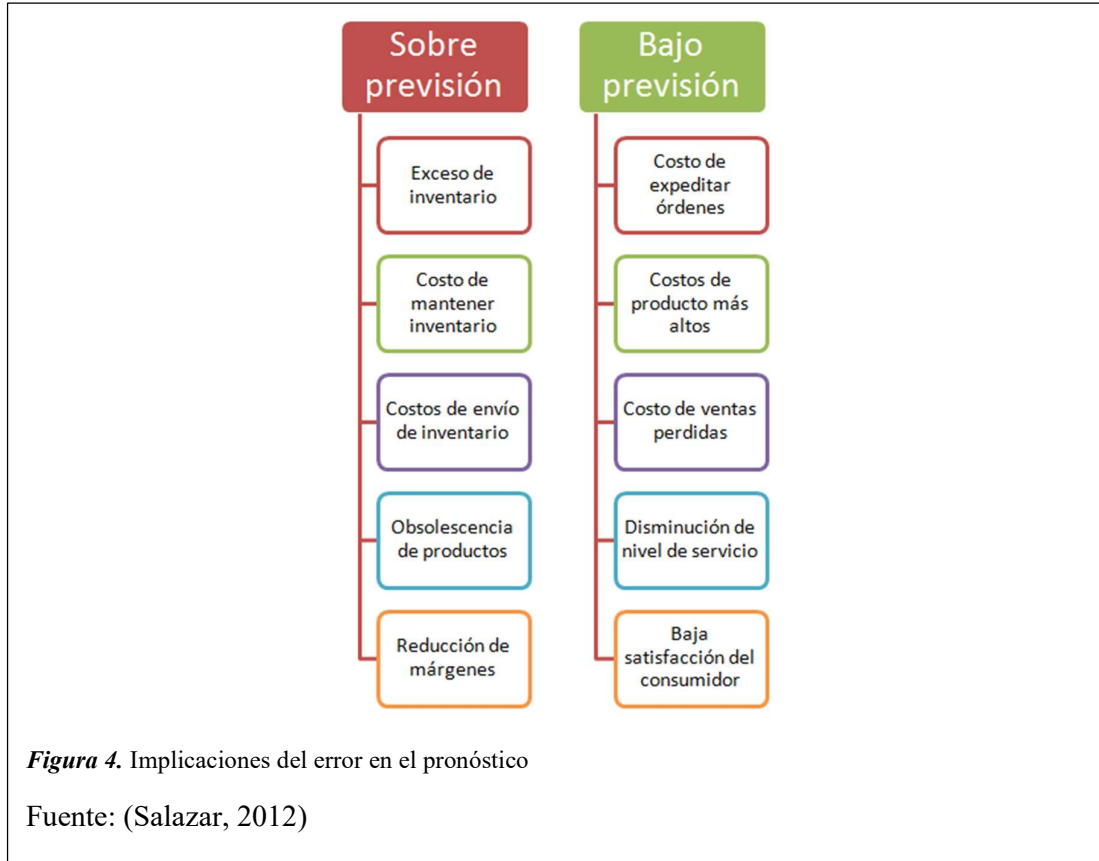 Sobre
previsión
Exceso de
inventario
Costo de
mantener
inventario
Costos de envío
de inventario
Obsolescencia
de productos
Reducción de
márgenes
Bajo
previsión
Costo de
expeditar
órdenes
Costos de
producto más
altos
Costo de ventas
perdidas
Disminución de
nivel de servicio
Baja
satisfacción del
consumidor
Figura 4. Implicaciones del error en el pronóstico
Fuente: (Salazar, 2012)